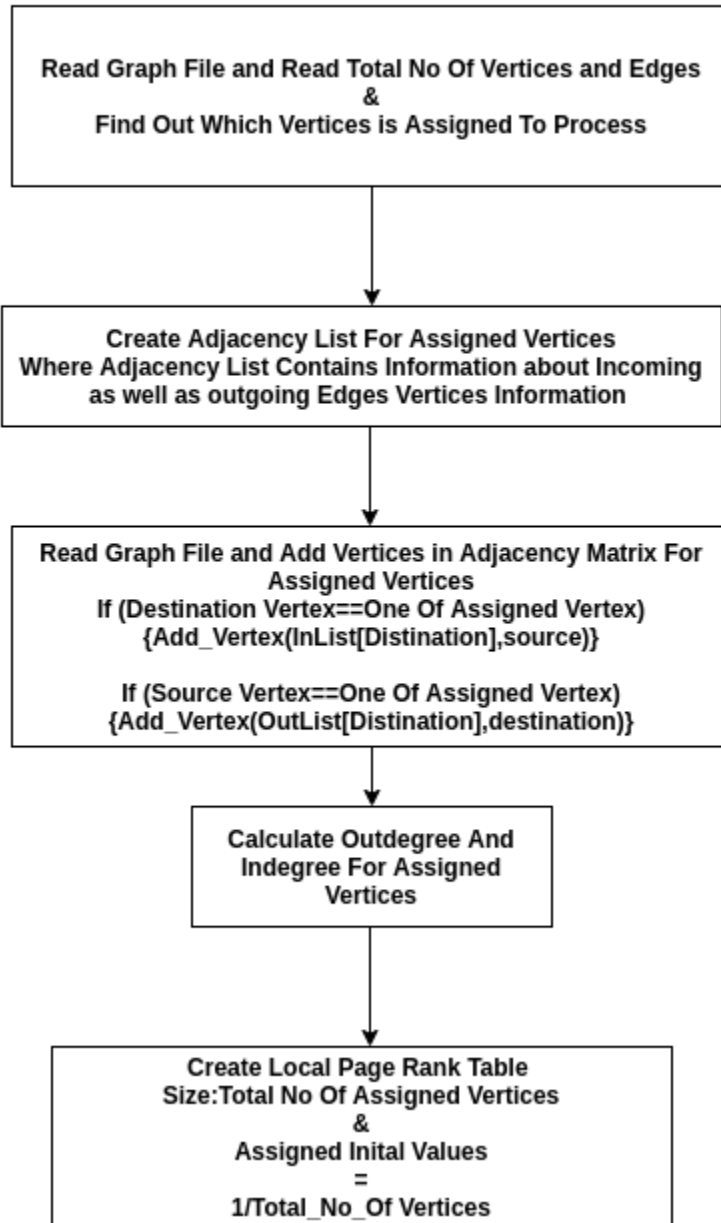 Read Graph File and Read Total No Of Vertices and Edges
&
Find Out Which Vertices is Assigned To Process
Create Adjacency List For Assigned Vertices
Where Adjacency List Contains Information about Incoming
as well as outgoing Edges Vertices Information
Read Graph File and Add Vertices in Adjacency Matrix For
Assigned Vertices
If (Destination Vertex==One Of Assigned Vertex)
{Add_Vertex(InList[Distination],source)}
If (Source Vertex==One Of Assigned Vertex)
{Add_Vertex(OutList[Distination],destination)}
Calculate Outdegree And
Indegree For Assigned
Vertices
Create Local Page Rank Table
Size:Total No Of Assigned Vertices
&
Assigned Inital Values
=
1/Total_No_Of Vertices